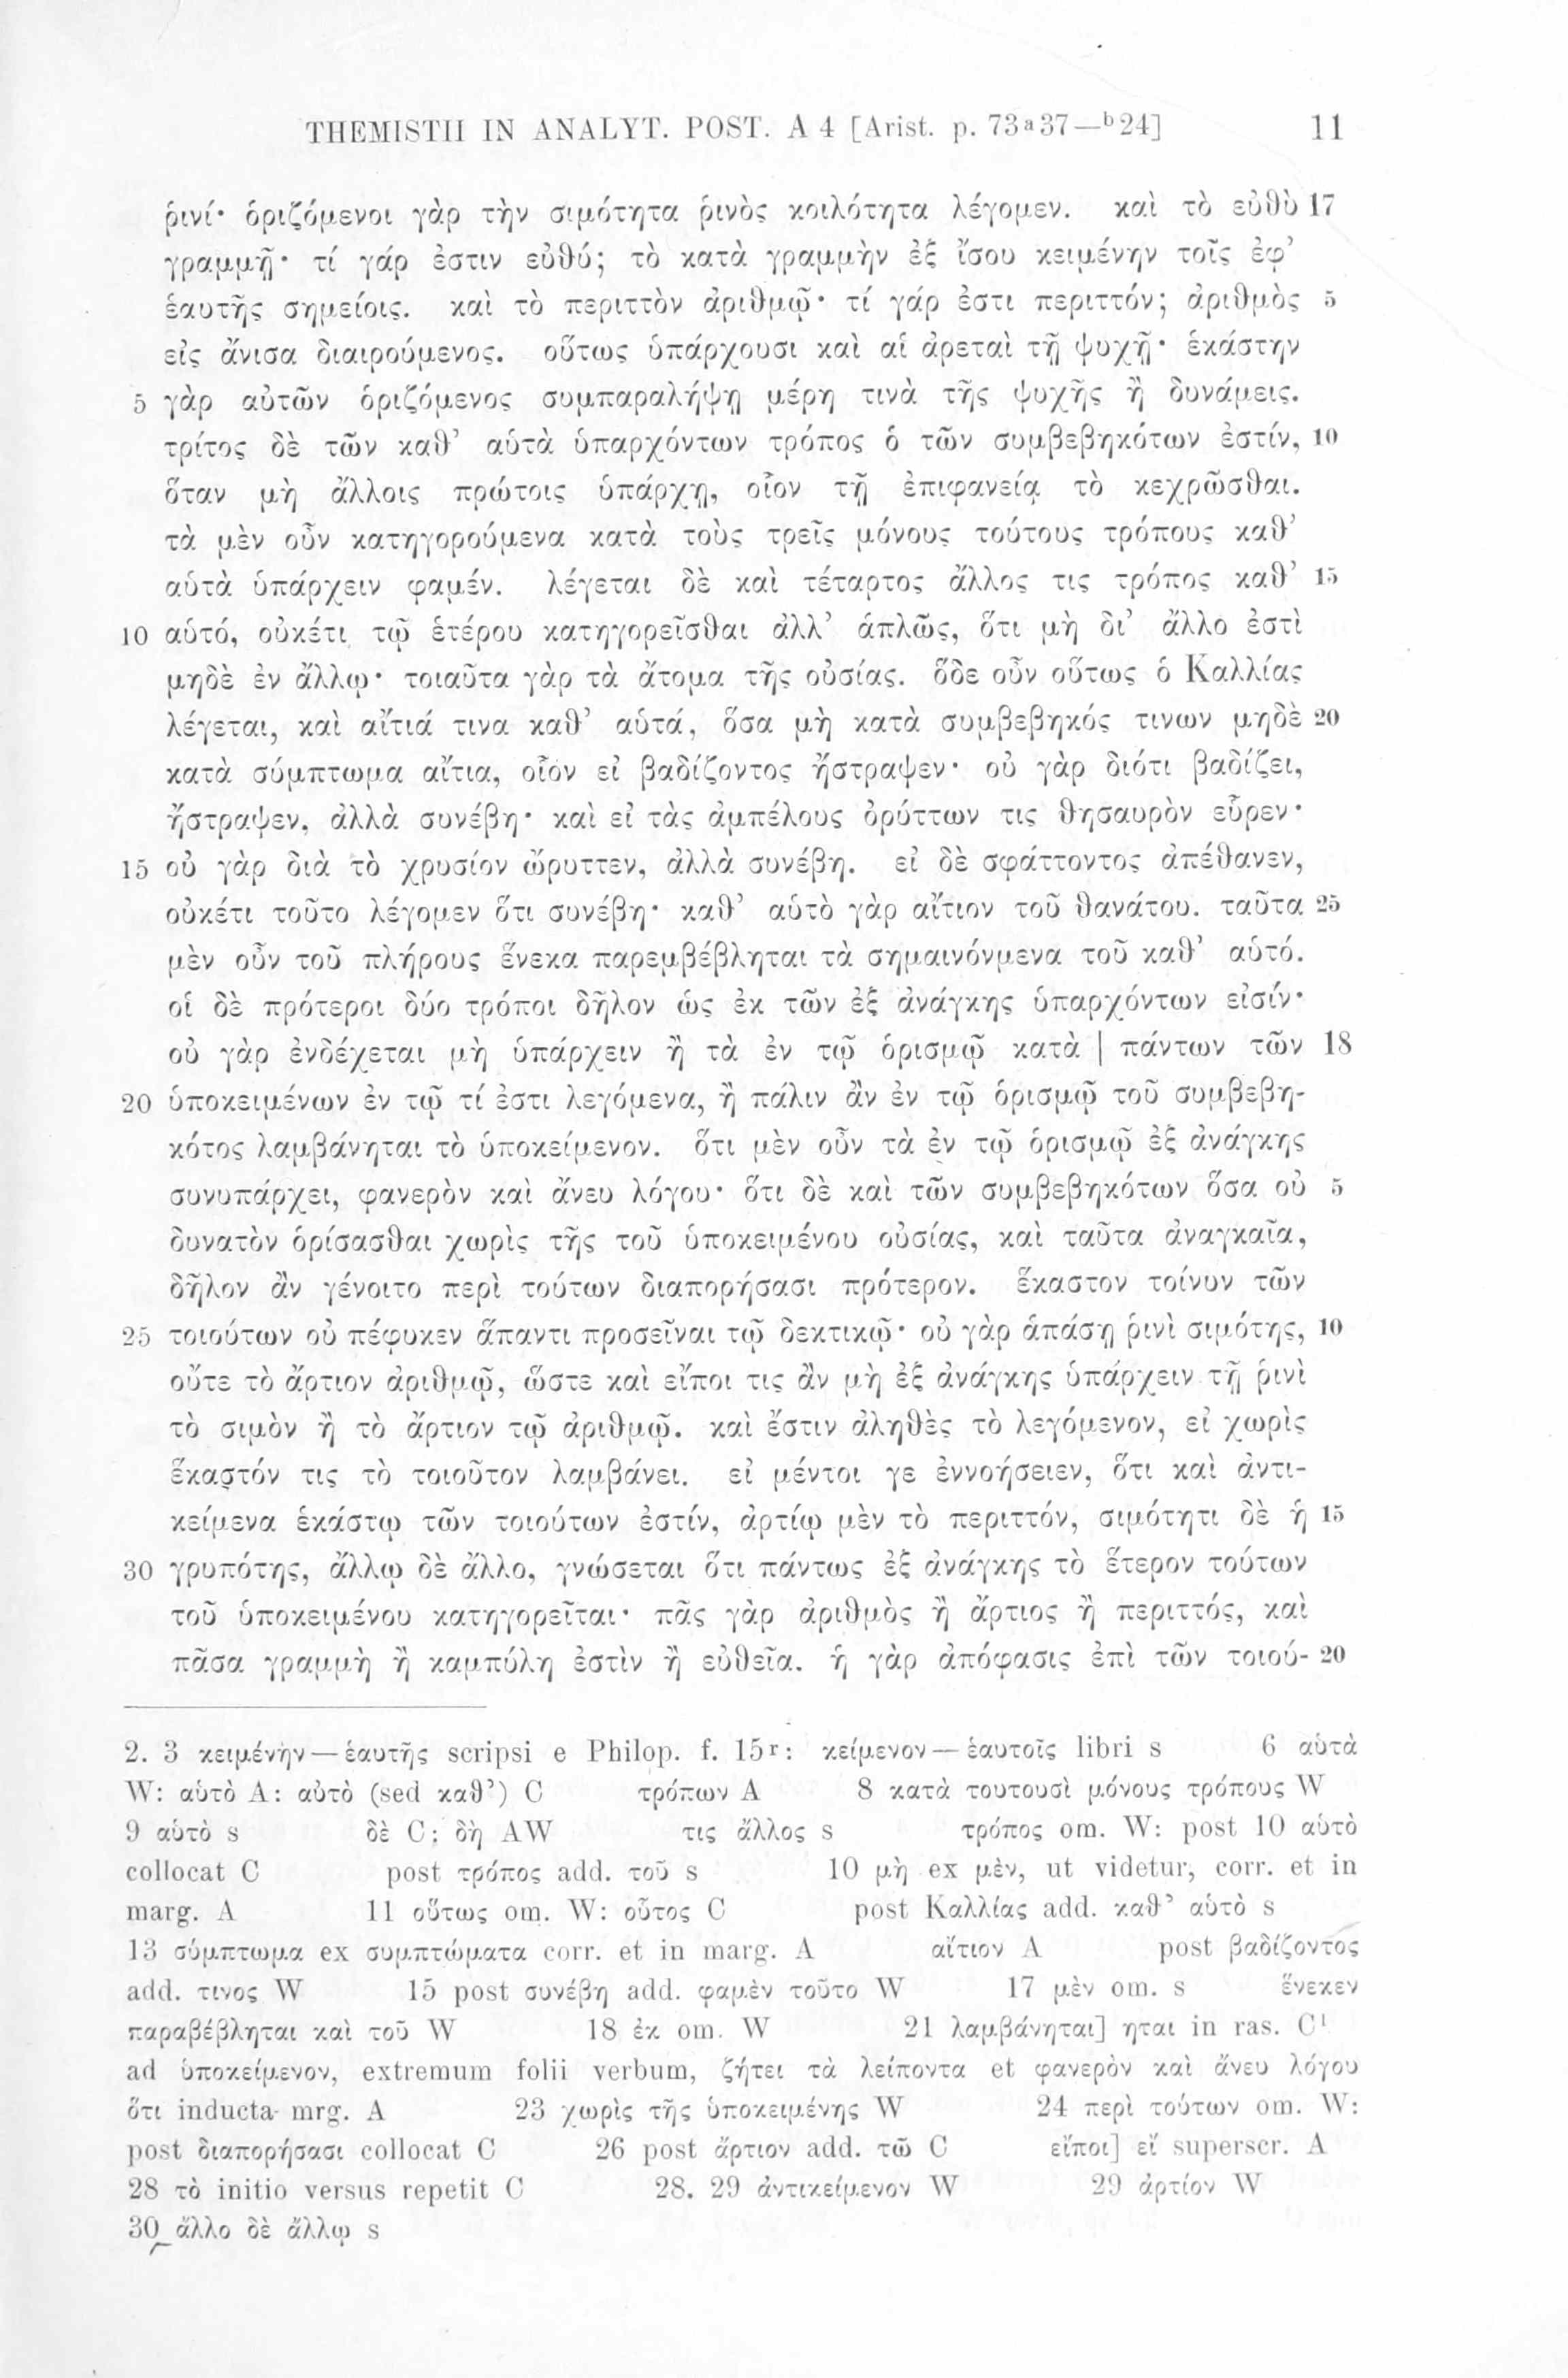 THEMISTII IN ANALYT. POST. A 4 [Arist. p. 73a37—b24] 11
ῥινί· ὁριζόμενοι γὰρ τὴν σιμότητα ῥινὸς κοιλότητα λέγομεν. καὶ τὸ εὐθὺ 17
γραμμῇ· τί γάρ ἐστιν εὐθύ; τὸ κατὰ γραμμὴν ἐξ ἴσου κειμένην τοῖς ἐφ’
ἑαυτῆς σημείοις. καὶ τὸ περιττὸν ἀριθμῷ· τί γάρ ἐστι περιττόν; ἀριθμὸς 5
εἰς ἄνισα διαιρούμενος. οὕτως ὑπάρχουσι καὶ αἱ ἀρεταὶ τῇ ψυχῇ· ἑκάστην
5 γὰρ αὐτῶν ὁριζόμενος συμπαραλήψῃ μέρη τινὰ τῆς ψυχῆς ἢ δυνάμεις.
τρίτος δὲ τῶν καθ’ αὑτὰ ὑπαρχόντων τρόπος ὁ τῶν συμβεβηκότων ἐστίν, 10
ὅταν μὴ ἄλλοις πρώτοις ὑπάρχῃ, οἷον τῇ ἐπιφανείᾳ τὸ κεχρῶσθαι.
τὰ μὲν οὖν κατηγορούμενα κατὰ τοὺς τρεῖς μόνους τούτους τρόπους καθ’
αὑτὰ ὑπάρχειν φαμέν. λέγεται δὲ καὶ τέταρτος ἄλλος τις τρόπος καθ’ 15
10 αὑτό, οὐκέτι τῷ ἑτέρου κατηγορεῖσθαι ἀλλ’ ἁπλῶς, ὅτι μὴ δι’ ἄλλο ἐστὶ
μηδὲ ἐν ἄλλῳ· τοιαῦτα γὰρ τὰ ἄτομα τῆς οὐσίας. ὅδε οὖν οὕτως ὁ Καλλίας
λέγεται, καὶ αἴτιά τινα καθ’ αὑτά, ὅσα μὴ κατὰ συμβεβηκός τινων μηδὲ 20
κατὰ σύμπτωμα αἴτια, οἷον εἰ βαδίζοντος ἤστραψεν· οὐ γὰρ διότι βαδίζει,
ἤστραψεν, ἀλλὰ συνέβη· καὶ εἰ τὰς ἀμπέλους ὀρύττων τις θησαυρὸν εὗρεν·
15 οὐ γὰρ διὰ τὸ χρυσίον ὤρυττεν, ἀλλὰ συνέβη. εἰ δὲ σφάττοντος ἀπέθανεν,
οὐκέτι τοῦτο λέγομεν ὅτι συνέβη· καθ’ αὑτὸ γὰρ αἴτιον τοῦ θανάτου. ταῦτα 25
μὲν οὖν τοῦ πλήρους ἕνεκα παρεμβέβληται τὰ σημαινόνμενα τοῦ καθ’ αὑτό.
οἱ δὲ πρότεροι δύο τρόποι δῆλον ὡς ἐκ τῶν ἐξ ἀνάγκης ὑπαρχόντων εἰσίν·
οὐ γὰρ ἐνδέχεται μὴ ὑπάρχειν ἢ τὰ ἐν τῷ ὁρισμῷ κατὰ | πάντων τῶν 18
20 ὑποκειμένων ἐν τῷ τί ἐστι λεγόμενα, ἢ πάλιν ἂν ἐν τῷ ὁρισμῷ τοῦ συμβεβη-
κότος λαμβάνηται τὸ ὑποκείμενον. ὅτι μὲν οὖν τὰ ἐν τῷ ὁρισμῷ ἐξ ἀνάγκης
συνυπάρχει, φανερὸν καὶ ἄνευ λόγου· ὅτι δὲ καὶ τῶν συμβεβηκότων ὅσα οὐ 5
δυνατὸν ὁρίσασθαι χωρὶς τῆς τοῦ ὑποκειμένου οὐσίας, καὶ ταῦτα ἀναγκαῖα,
δῆλον ἂν γένοιτο περὶ τούτων διαπορήσασι πρότερον. ἕκαστον τοίνυν τῶν
25 τοιούτων οὐ πέφυκεν ἅπαντι προσεῖναι τῷ δεκτικῷ· οὐ γὰρ ἁπάσῃ ῥινὶ σιμότης, 10
οὔτε τὸ ἄρτιον ἀριθμῷ, ὥστε καὶ εἴποι τις ἂν μὴ ἐξ ἀνάγκης ὑπάρχειν τῇ ῥινὶ
τὸ σιμὸν ἢ τὸ ἄρτιον τῷ ἀριθμῷ. καὶ ἔστιν ἀληθὲς τὸ λεγόμενον, εἰ χωρὶς
ἕκαστόν τις τὸ τοιοῦτον λαμβάνει. εἰ μέντοι γε ἐννοήσειεν, ὅτι καὶ ἀντι-
κείμενα ἑκάστῳ τῶν τοιούτων ἐστίν, ἀρτίῳ μὲν τὸ περιττόν, σιμότητι δὲ ἡ 15
30 γρυπότης, ἄλλῳ δὲ ἄλλο, γνώσεται ὅτι πάντως ἐξ ἀνάγκης τὸ ἕτερον τούτων
τοῦ ὑποκειμένου κατηγορεῖται· πᾶς γὰρ ἀριθμὸς ἢ ἄρτιος ἢ περιττός, καὶ
πᾶσα γραμμὴ ἢ καμπύλη ἐστὶν ἢ εὐθεῖα. ἡ γὰρ ἀπόφασις ἐπὶ τῶν τοιού- 20
2. 3 κειμένην—ἑαυτῆς scripsi e Philop. f. 15r: κείμενον—ἑαυτοῖς libri s 6 αὑτὰ
W: αὑτὸ A: αὐτὸ (sed καθ’) C τρόπων A 8 κατὰ τουτουσὶ μόνους τρόπους W
9 αὑτὸ s δὲ C: δὴ AW τις ἄλλος s τρόπος om. W: post 10 αὑτὸ
collocat C post τρόπος add. τοῦ s 10 μὴ ex μὲν, ut videtur, corr. et in
marg. A 11 οὕτως om. W: οὗτος C post Καλλίας add. καθ’ αὑτὸ s
13 σύμπτωμα ex συμπτώματα corr. et in marg. A αἴτιον A post βαδίζοντος
add. τινος W 15 post συνέβη add. φαμὲν τοῦτο W 17 μὲν om. s ἕνεκεν
παραβέβληται καὶ τοῦ W 18 ἐκ om. W 21 λαμβάνηται] ηται in ras. C1
ad ὑποκείμενον, extremum folii verbum, ζήτει τὰ λείποντα et φανερὸν καὶ ἄνευ λόγου
ὅτι inducta mrg. A 23 χωρὶς τῆς ὑποκειμένης W 24 περὶ τούτων om. W:
post διαπορήσασι collocat C 26 post ἄρτιον add. τῶ C εἴποι] εἴ superscr. A
28 τὸ initio versus repetit C 28. 29 ἀντικείμενον W 29 ἀρτίον W
30 ἄλλο δὲ ἄλλῳ s